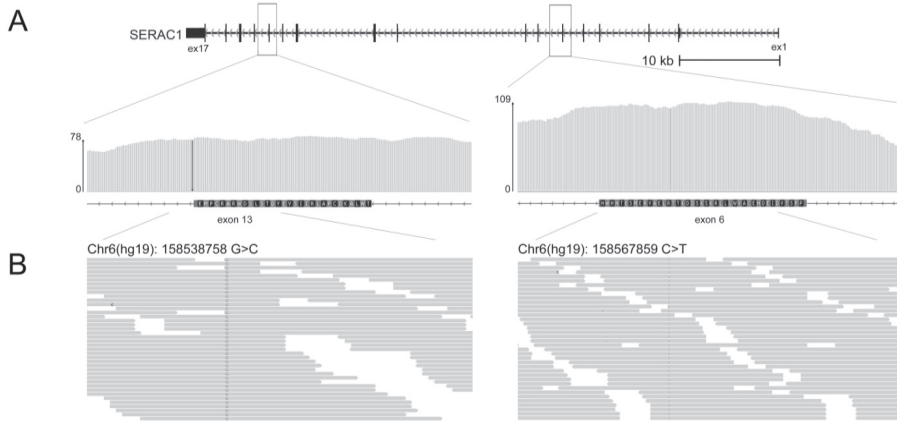 A
SERAC1
ex17
ex1
10 kb
78
0
exon 13
109
0
exon 6
B
Chr6(hg19): 158538758 G>C
Chr6(hg19): 158567859 C>T